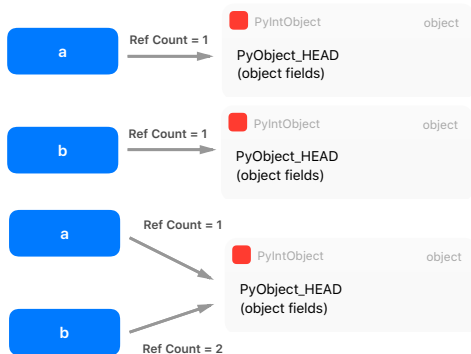 Ref Count = 1
a
PyIntObject
object
PyObject_HEAD
(object fields)
Ref Count = 1
b
PyIntObject
object
PyObject_HEAD
(object fields)
a
Ref Count = 1
PyIntObject
object
PyObject_HEAD
(object fields)
b
Ref Count = 2